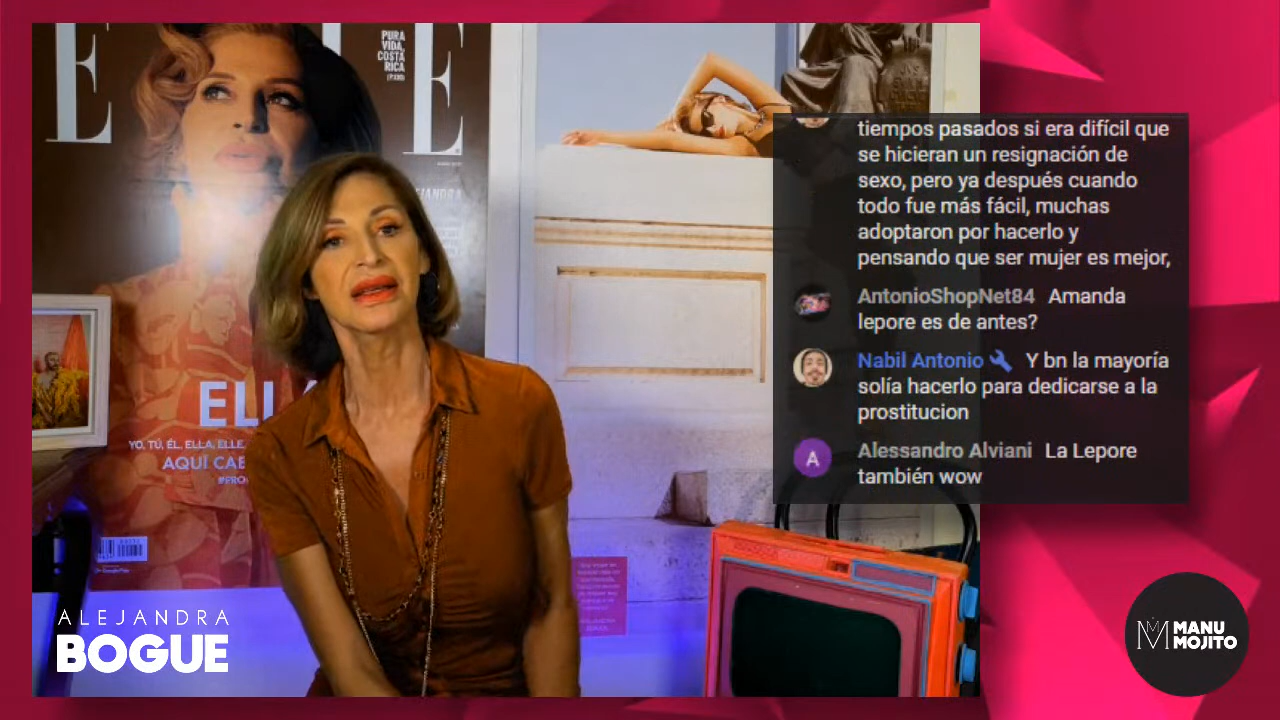 ELLE
PURA
VIDA,
COSTA
RICA
(P.100)
ELLA
YO, TÚ, ÉL, ELLA, ELLE,
AQUÍ CAB
ALEJANDRA
BOGUE
tiempos pasados si era difícil que
se hicieran un resignación de
sexo, pero ya después cuando
todo fue más fácil, muchas
adoptaron por hacerlo y
pensando que ser mujer es mejor,
AntonioShopNet84 Amanda
lepore es de antes?
Nabil Antonio Y bn la mayoría
solía hacerlo para dedicarse a la
prostitucion
A
Alessandro Alviani La Lepore
también wow
MANU
MOJITO